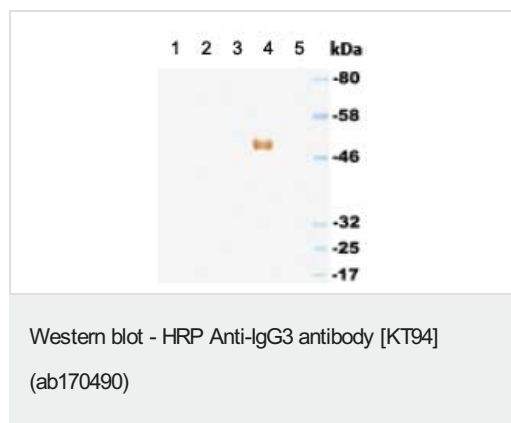 1 2 3 4 5 kDa
-80
-58
-46
-32
-25
-17
Western blot - HRP Anti-IgG3 antibody [KT94]
(ab170490)